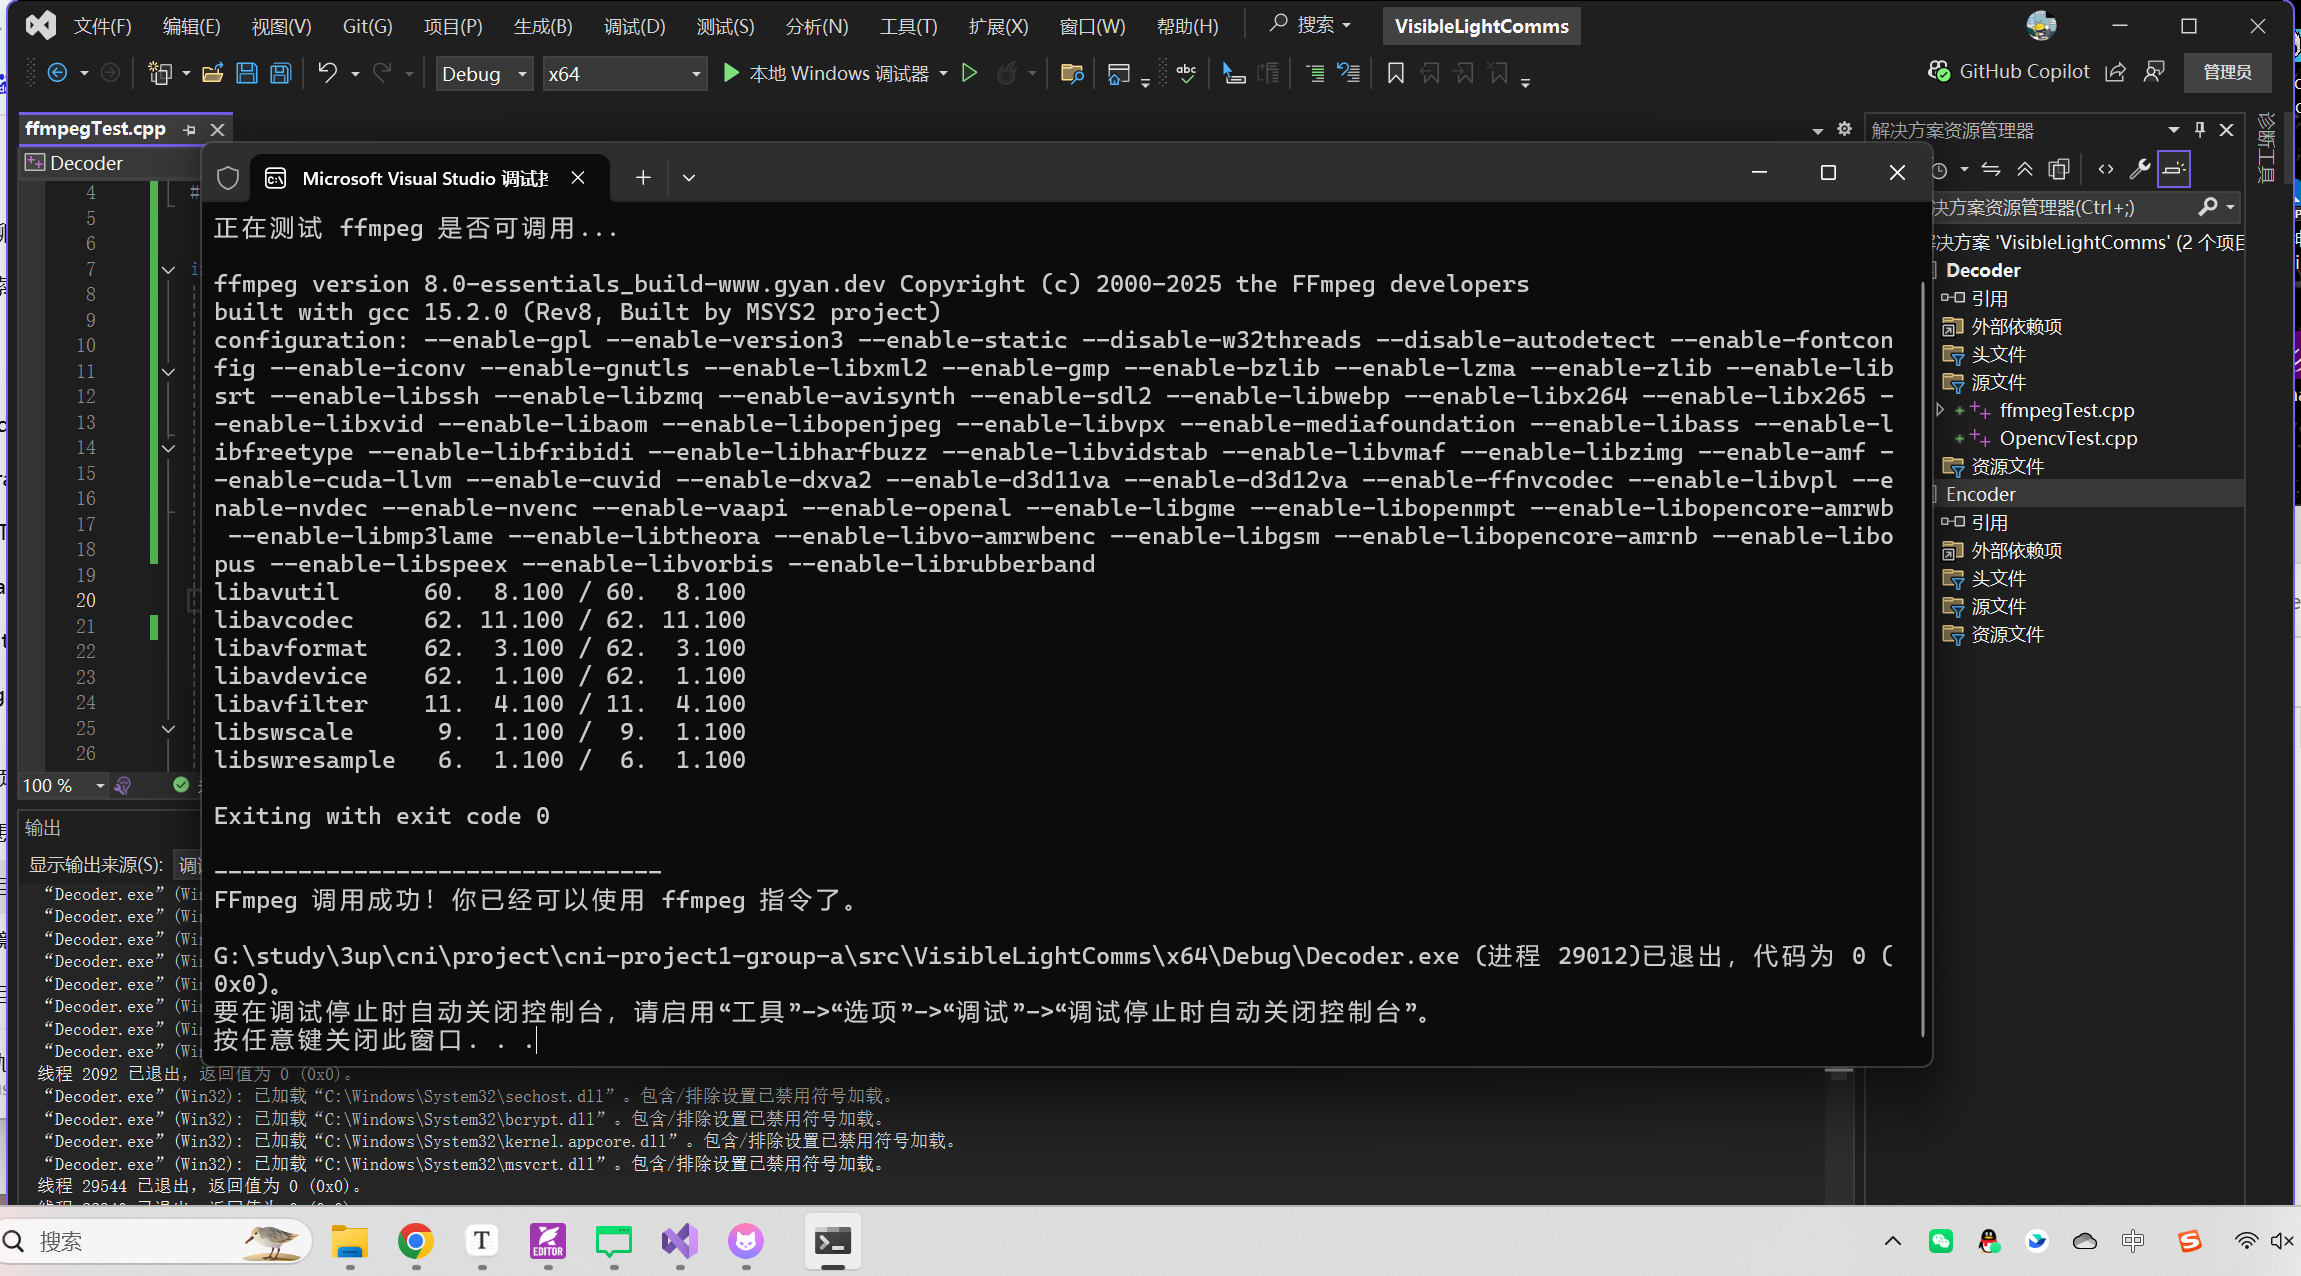 文件(F) 编辑(E) 视图(V) Git(G) 项目(P) 生成(B) 调试(D) 测试(S) 分析(N) 工具(T) 扩展(X) 窗口(W) 帮助(H) 搜索 VisibleLightComms
Debug x64 本地 Windows 调试器 GitHub Copilot 管理员
ffmpegTest.cpp
解决方案资源管理器
诊断工具
Decoder
Microsoft Visual Studio 调试
4 #
5
6
7 i
8
9
10
11
12
13
14
15
16
17
18
19
20
21
22
23
24
25
26
正在测试 ffmpeg 是否可调用...
ffmpeg version 8.0-essentials_build-www.gyan.dev Copyright (c) 2000-2025 the FFmpeg developers
built with gcc 15.2.0 (Rev8, Built by MSYS2 project)
configuration: --enable-gpl --enable-version3 --enable-static --disable-w32threads --disable-autodetect --enable-fontcon
fig --enable-iconv --enable-gnutls --enable-libxml2 --enable-gmp --enable-bzlib --enable-lzma --enable-zlib --enable-lib
srt --enable-libssh --enable-libzmq --enable-avisynth --enable-sdl2 --enable-libwebp --enable-libx264 --enable-libx265 -
-enable-libxvid --enable-libaom --enable-libopenjpeg --enable-libvpx --enable-mediafoundation --enable-libass --enable-l
ibfreetype --enable-libfribidi --enable-libharfbuzz --enable-libvidstab --enable-libvmaf --enable-libzimg --enable-amf -
-enable-cuda-llvm --enable-cuvid --enable-dxva2 --enable-d3d11va --enable-d3d12va --enable-ffnvcodec --enable-libvpl --e
nable-nvdec --enable-nvenc --enable-vaapi --enable-openal --enable-libgme --enable-libopenmpt --enable-libopencore-amrwb
--enable-libmp3lame --enable-libtheora --enable-libvo-amrwbenc --enable-libgsm --enable-libopencore-amrnb --enable-libo
pus --enable-libspeex --enable-libvorbis --enable-librubberband
libavutil 60. 8.100 / 60. 8.100
libavcodec 62. 11.100 / 62. 11.100
libavformat 62. 3.100 / 62. 3.100
libavdevice 62. 1.100 / 62. 1.100
libavfilter 11. 4.100 / 11. 4.100
libswscale 9. 1.100 / 9. 1.100
libswresample 6. 1.100 / 6. 1.100
Exiting with exit code 0
--------------------------------
FFmpeg 调用成功！你已经可以使用 ffmpeg 指令了。
G:\study\3up\cni\project\cni-project1-group-a\src\VisibleLightComms\x64\Debug\Decoder.exe (进程 29012)已退出，代码为 0 (
0x0)。
要在调试停止时自动关闭控制台，请启用“工具”->“选项”->“调试”->“调试停止时自动关闭控制台”。
按任意键关闭此窗口. . .
决方案资源管理器(Ctrl+;)
决方案 'VisibleLightComms' (2 个项目
Decoder
引用
外部依赖项
头文件
源文件
ffmpegTest.cpp
OpencvTest.cpp
资源文件
Encoder
引用
外部依赖项
头文件
源文件
资源文件
100 %
输出
显示输出来源(S): 调
“Decoder.exe” (Win
“Decoder.exe” (Win
“Decoder.exe” (Win
“Decoder.exe” (Win
“Decoder.exe” (Win
“Decoder.exe” (Win
“Decoder.exe” (Win
“Decoder.exe” (Win
线程 2092 已退出，返回值为 0 (0x0)。
“Decoder.exe” (Win32): 已加载“C:\Windows\System32\sechost.dll”。包含/排除设置已禁用符号加载。
“Decoder.exe” (Win32): 已加载“C:\Windows\System32\bcrypt.dll”。包含/排除设置已禁用符号加载。
“Decoder.exe” (Win32): 已加载“C:\Windows\System32\kernel.appcore.dll”。包含/排除设置已禁用符号加载。
“Decoder.exe” (Win32): 已加载“C:\Windows\System32\msvcrt.dll”。包含/排除设置已禁用符号加载。
线程 29544 已退出，返回值为 0 (0x0)。
搜索 T EDITOR 中